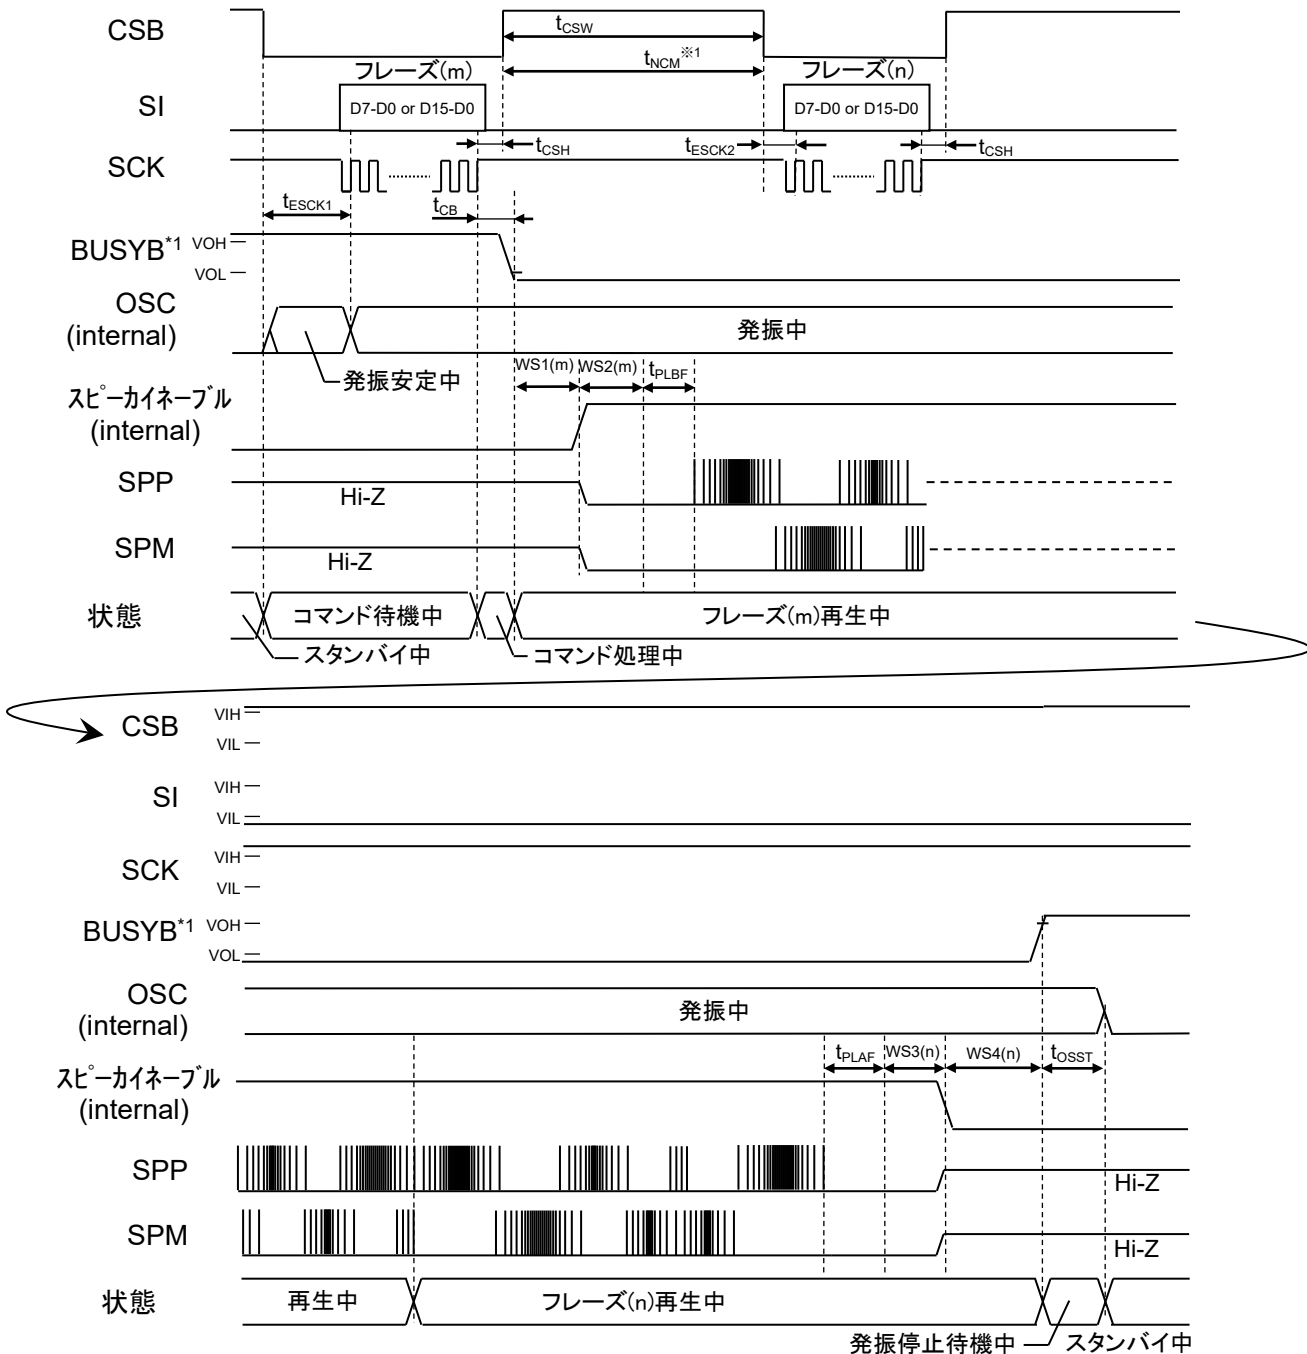 CSB
tCSW
tNCM※1
フレーズ(m)
フレーズ(n)
SI
D7-D0 or D15-D0
D7-D0 or D15-D0
tCSH
tESCK2
tCSH
SCK
tESCK1
tCB
BUSYB*1
VOH
VOL
OSC
(internal)
発振中
発振安定中
WS1(m)
WS2(m)
tPLBF
スピーカイネーブル
(internal)
SPP
Hi-Z
SPM
Hi-Z
状態
コマンド待機中
フレーズ(m)再生中
スタンバイ中
コマンド処理中
CSB
VIH
VIL
SI
VIH
VIL
SCK
VIH
VIL
BUSYB*1
VOH
VOL
OSC
(internal)
発振中
tPLAF
WS3(n)
WS4(n)
tOSST
スピーカイネーブル
(internal)
SPP
Hi-Z
SPM
Hi-Z
状態
再生中
フレーズ(n)再生中
発振停止待機中
スタンバイ中